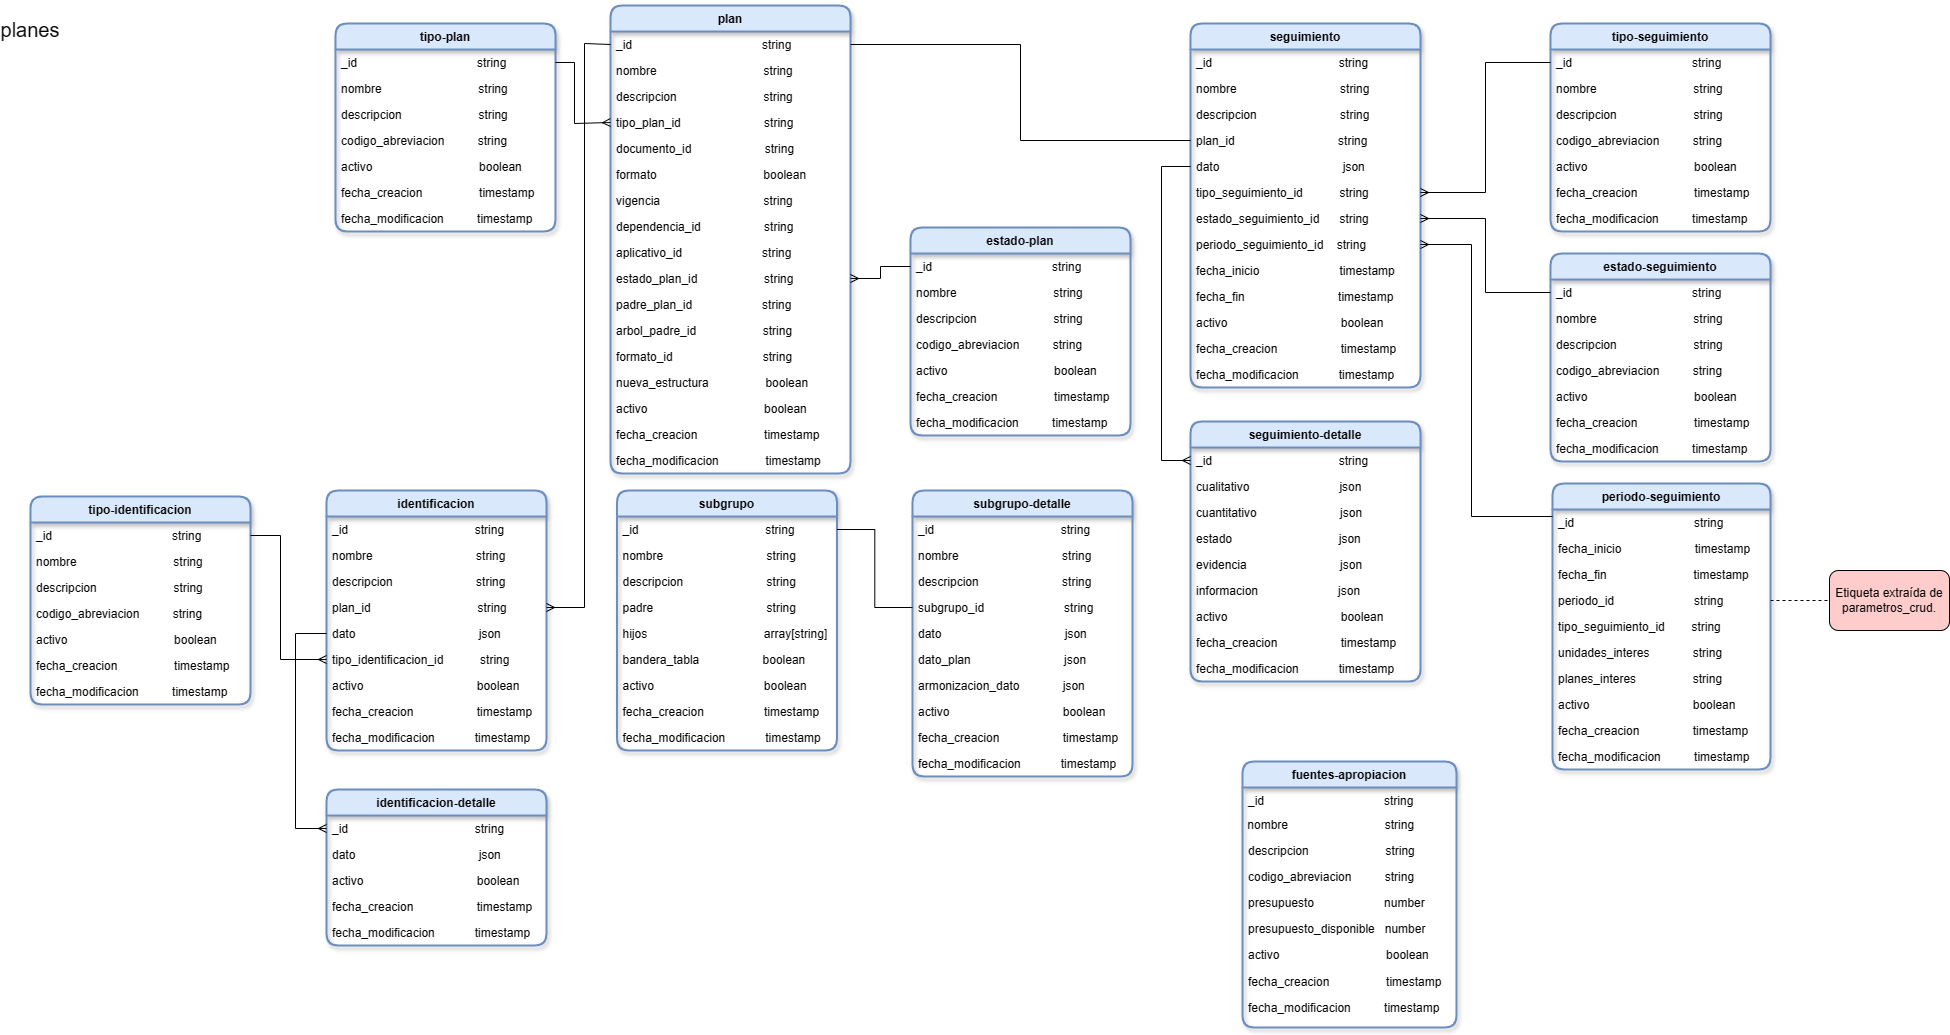 planes
tipo-plan
_id string
nombre string
descripcion string
codigo_abreviacion string
activo boolean
fecha_creacion timestamp
fecha_modificacion timestamp
plan
_id string
nombre string
descripcion string
tipo_plan_id string
documento_id string
formato boolean
vigencia string
dependencia_id string
aplicativo_id string
estado_plan_id string
padre_plan_id string
arbol_padre_id string
formato_id string
nueva_estructura boolean
activo boolean
fecha_creacion timestamp
fecha_modificacion timestamp
estado-plan
_id string
nombre string
descripcion string
codigo_abreviacion string
activo boolean
fecha_creacion timestamp
fecha_modificacion timestamp
seguimiento
_id string
nombre string
descripcion string
plan_id string
dato json
tipo_seguimiento_id string
estado_seguimiento_id string
periodo_seguimiento_id string
fecha_inicio timestamp
fecha_fin timestamp
activo boolean
fecha_creacion timestamp
fecha_modificacion timestamp
tipo-seguimiento
_id string
nombre string
descripcion string
codigo_abreviacion string
activo boolean
fecha_creacion timestamp
fecha_modificacion timestamp
estado-seguimiento
_id string
nombre string
descripcion string
codigo_abreviacion string
activo boolean
fecha_creacion timestamp
fecha_modificacion timestamp
tipo-identificacion
_id string
nombre string
descripcion string
codigo_abreviacion string
activo boolean
fecha_creacion timestamp
fecha_modificacion timestamp
identificacion
_id string
nombre string
descripcion string
plan_id string
dato json
tipo_identificacion_id string
activo boolean
fecha_creacion timestamp
fecha_modificacion timestamp
subgrupo
_id string
nombre string
descripcion string
padre string
hijos array[string]
bandera_tabla boolean
activo boolean
fecha_creacion timestamp
fecha_modificacion timestamp
subgrupo-detalle
_id string
nombre string
descripcion string
subgrupo_id string
dato json
dato_plan json
armonizacion_dato json
activo boolean
fecha_creacion timestamp
fecha_modificacion timestamp
seguimiento-detalle
_id string
cualitativo json
cuantitativo json
estado json
evidencia json
informacion json
activo boolean
fecha_creacion timestamp
fecha_modificacion timestamp
periodo-seguimiento
_id string
fecha_inicio timestamp
fecha_fin timestamp
periodo_id string
tipo_seguimiento_id string
unidades_interes string
planes_interes string
activo boolean
fecha_creacion timestamp
fecha_modificacion timestamp
Etiqueta extraída de
parametros_crud.
identificacion-detalle
_id string
dato json
activo boolean
fecha_creacion timestamp
fecha_modificacion timestamp
fuentes-apropiacion
_id string
nombre string
descripcion string
codigo_abreviacion string
presupuesto number
presupuesto_disponible number
activo boolean
fecha_creacion timestamp
fecha_modificacion timestamp